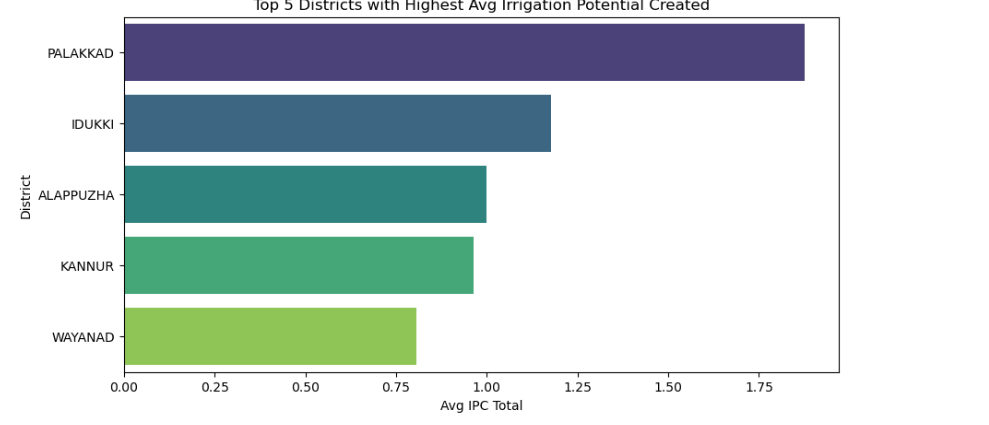 Top 5 Districts with Highest Avg Irrigation Potential Created
PALAKKAD
IDUKKI
ALAPPUZHA
KANNUR
WAYANAD
District
0.00 0.25 0.50 0.75 1.00 1.25 1.50 1.75
Avg IPC Total